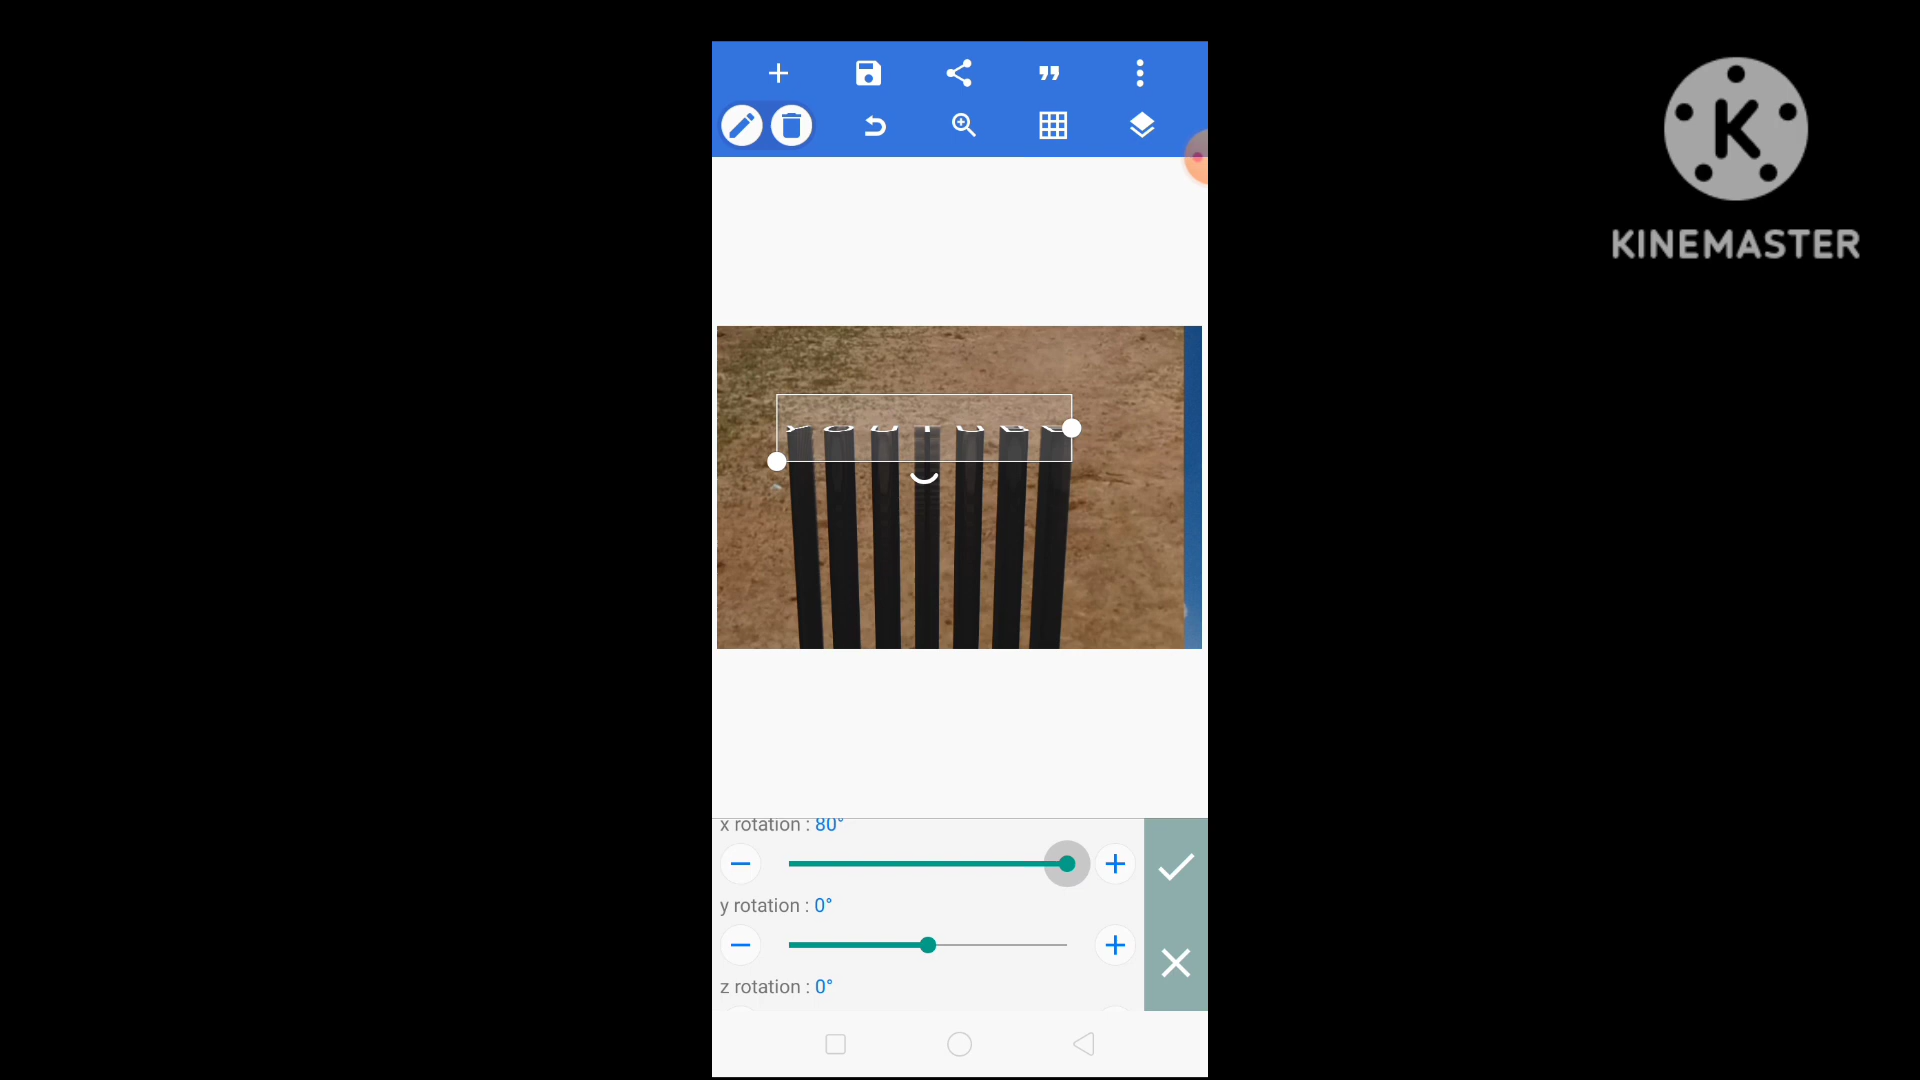 KINEMASTER
x rotation : 80°
y rotation : 0°
z rotation : 0°